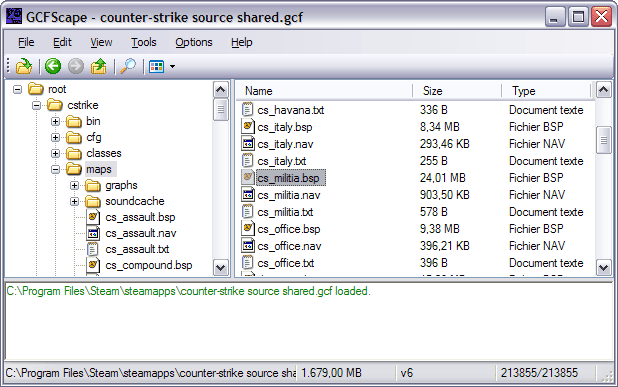 GCFScape - counter-strike source shared.gcf
File Edit View Tools Options Help
root
cstrike
bin
cfg
classes
maps
graphs
soundcache
cs_assault.bsp
cs_assault.nav
cs_assault.txt
cs_compound.bsp
Name Size Type
cs_havana.txt 336 B Document texte
cs_italy.bsp 8,34 MB Fichier BSP
cs_italy.nav 293,46 KB Fichier NAV
cs_italy.txt 255 B Document texte
cs_militia.bsp 24,01 MB Fichier BSP
cs_militia.nav 903,50 KB Fichier NAV
cs_militia.txt 578 B Document texte
cs_office.bsp 9,38 MB Fichier BSP
cs_office.nav 396,21 KB Fichier NAV
cs_office.txt 396 B Document texte
C:\Program Files\Steam\steamapps\counter-strike source shared.gcf loaded.
C:\Program Files\Steam\steamapps\counter-strike source sha 1.679,00 MB v6 213855/213855